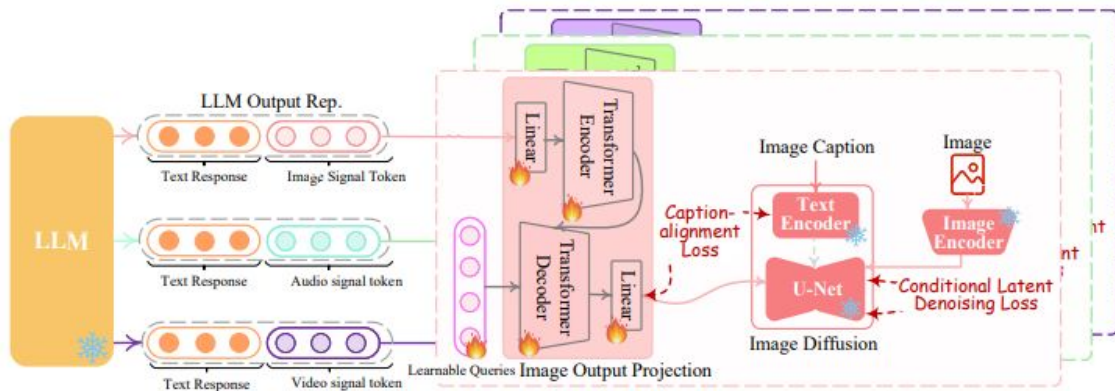 LLM Output Rep.
Text Response
Image Signal Token
LLM
Text Response
Audio signal token
Text Response
Video signal token
Learnable Queries
Linear
Transformer
Encoder
Transformer
Decoder
Linear
Image Output Projection
Image Caption
Text
Encoder
Caption-
alignment
Loss
U-Net
Image Diffusion
Image
Image
Encoder
Conditional Latent
Denoising Loss